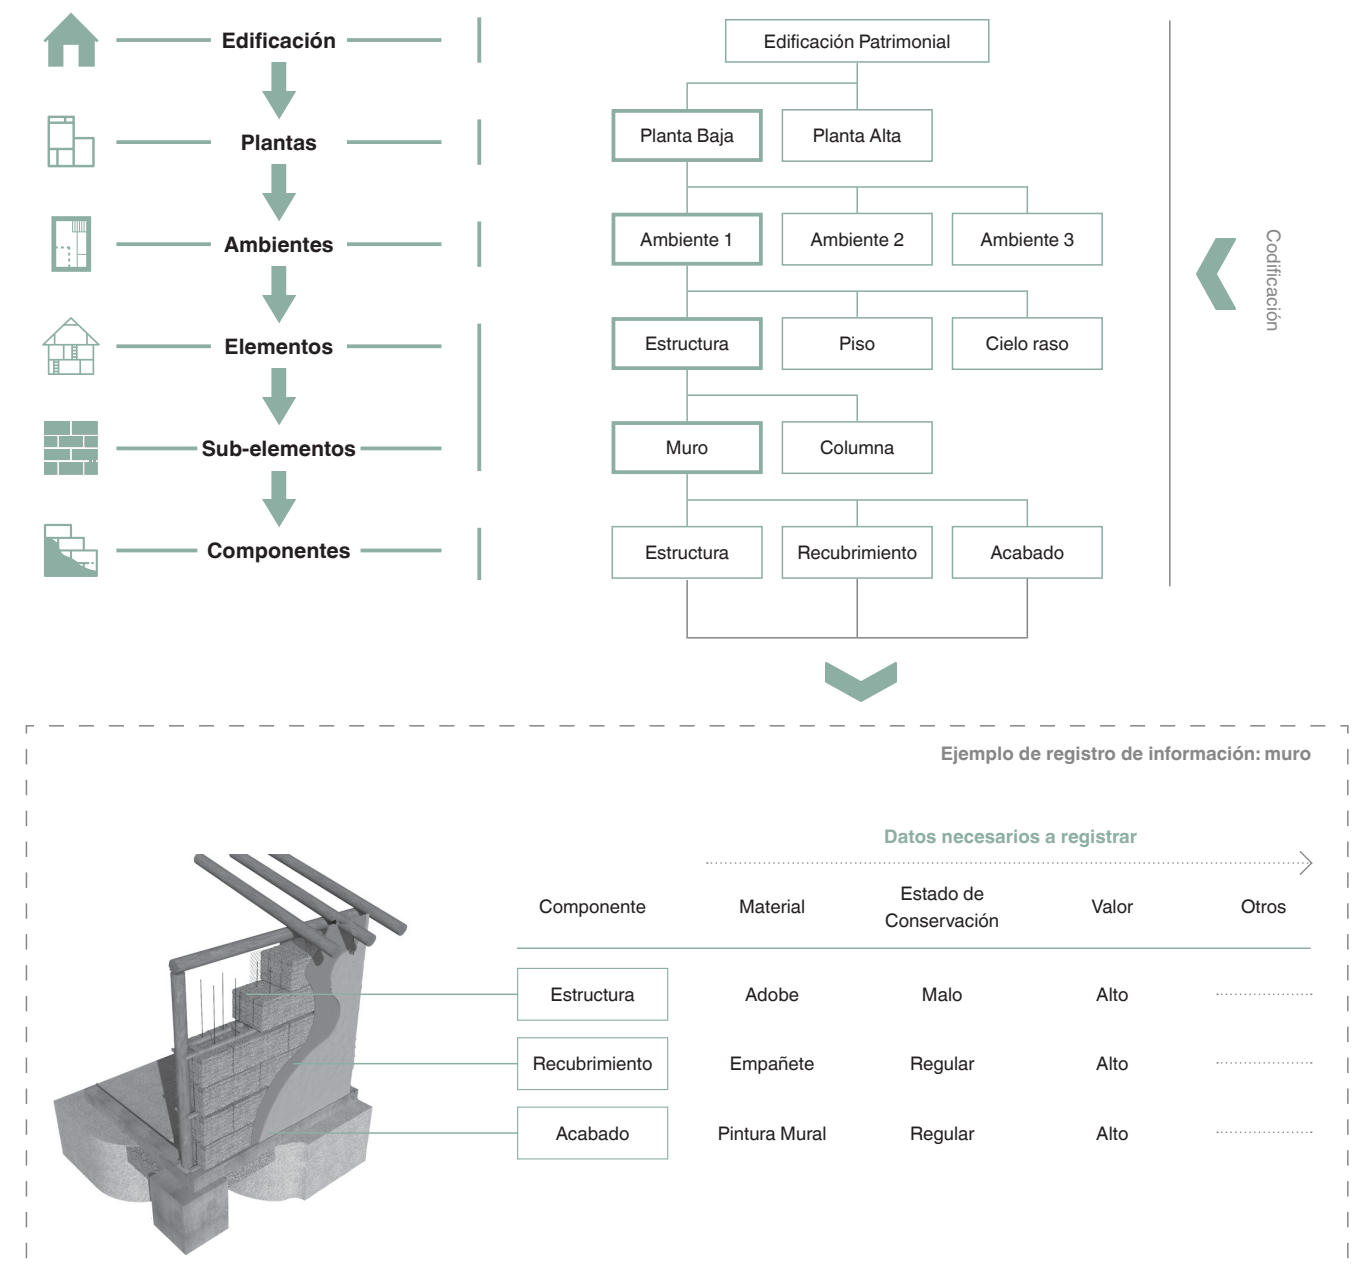 Edificación
Edificación Patrimonial
Plantas
Planta Baja
Planta Alta
Ambientes
Ambiente 1
Ambiente 2
Ambiente 3
Codificación
Elementos
Estructura
Piso
Cielo raso
Sub-elementos
Muro
Columna
Componentes
Estructura
Recubrimiento
Acabado
Ejemplo de registro de información: muro
Datos necesarios a registrar
Componente
Material
Estado de
Conservación
Valor
Otros
Estructura
Adobe
Malo
Alto
Recubrimiento
Empañete
Regular
Alto
Acabado
Pintura Mural
Regular
Alto